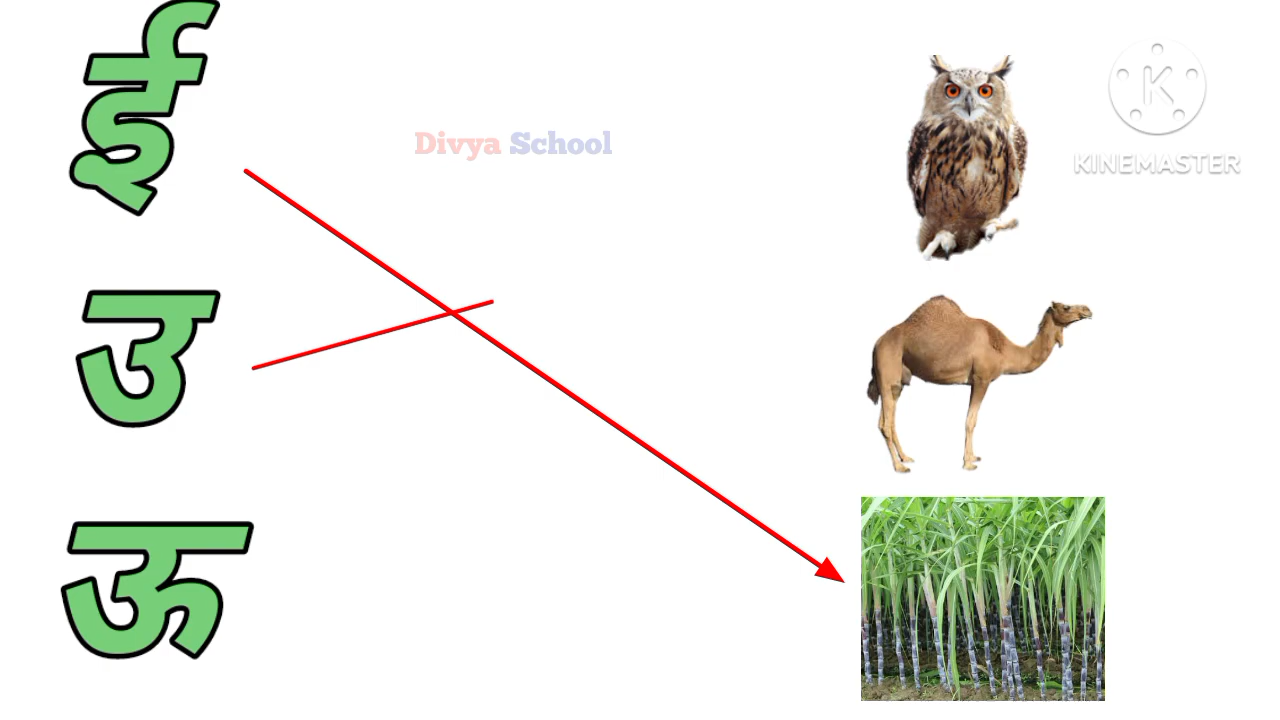 ई
Divya School
KINEMASTER
उ
ऊ